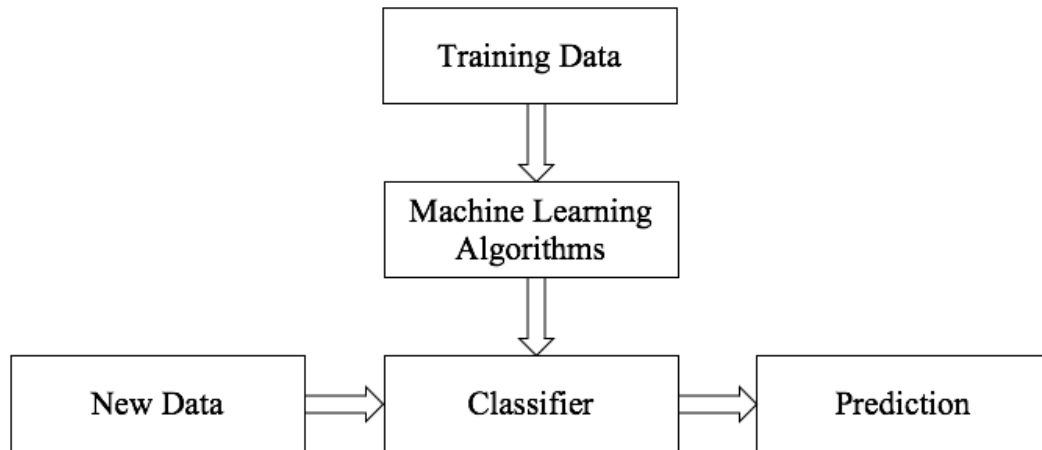 Training Data
Machine Learning
Algorithms
New Data
Classifier
Prediction